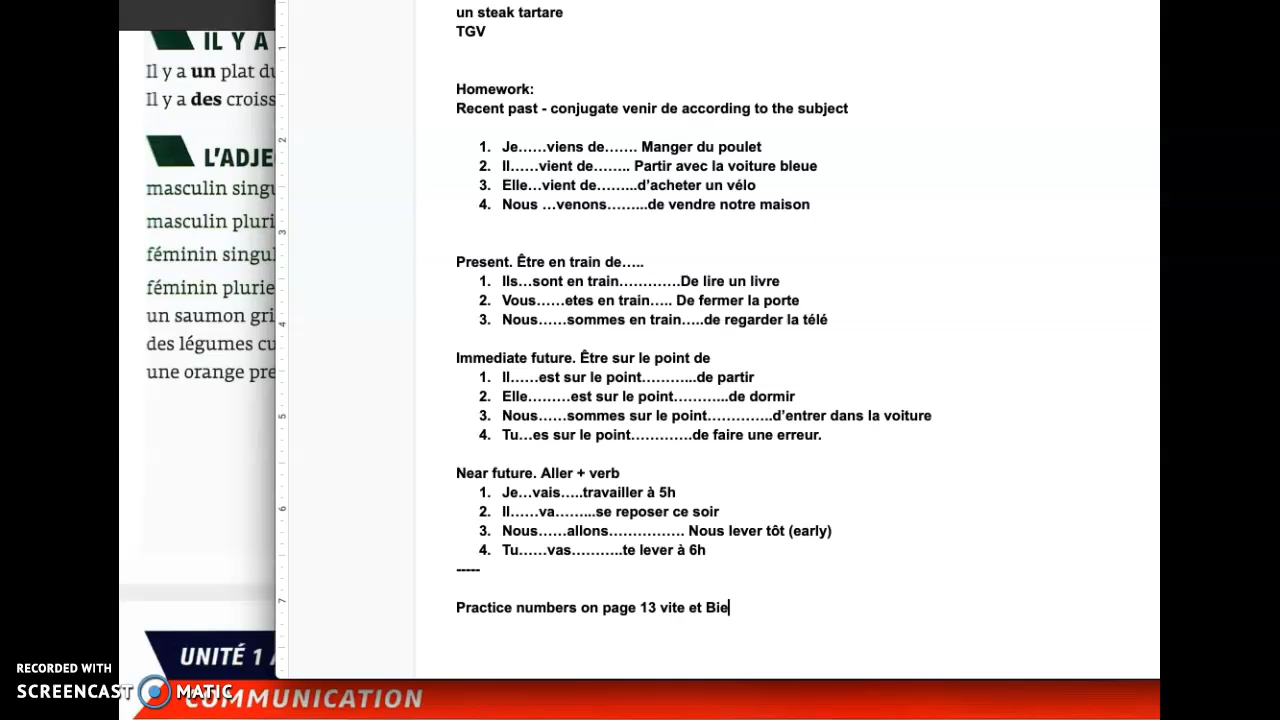 un steak tartare
TGV
IL Y A
Il y a un plat du
Il y a des croiss
Homework:
Recent past - conjugate venir de according to the subject
L'ADJE
masculin singu
masculin pluri
féminin singul
féminin plurie
un saumon gri
des légumes cu
une orange pre
1. Je……viens de……. Manger du poulet
2. Il……vient de…….. Partir avec la voiture bleue
3. Elle…vient de……...d'acheter un vélo
4. Nous …venons……...de vendre notre maison
Present. Être en train de…..
1. Ils…sont en train………….De lire un livre
2. Vous……etes en train….. De fermer la porte
3. Nous……sommes en train…..de regarder la télé
Immediate future. Être sur le point de
1. Il……est sur le point………...de partir
2. Elle………est sur le point………...de dormir
3. Nous……sommes sur le point…………..d'entrer dans la voiture
4. Tu…es sur le point………….de faire une erreur.
Near future. Aller + verb
1. Je…vais…..travailler à 5h
2. Il……va……...se reposer ce soir
3. Nous……allons……………. Nous lever tôt (early)
4. Tu……vas………..te lever à 6h
-----
Practice numbers on page 13 vite et Bie
1
2
3
4
5
6
7
UNITÉ 1
COMMUNICATION
RECORDED WITH
SCREENCAST MATIC